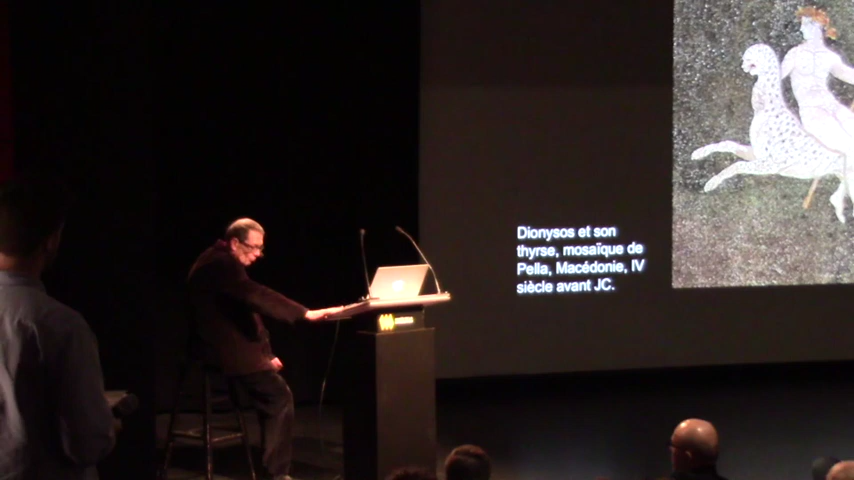 Dionysos et son
thyrse, mosaïque de
Pella, Macédonie, IV
siècle avant JC.